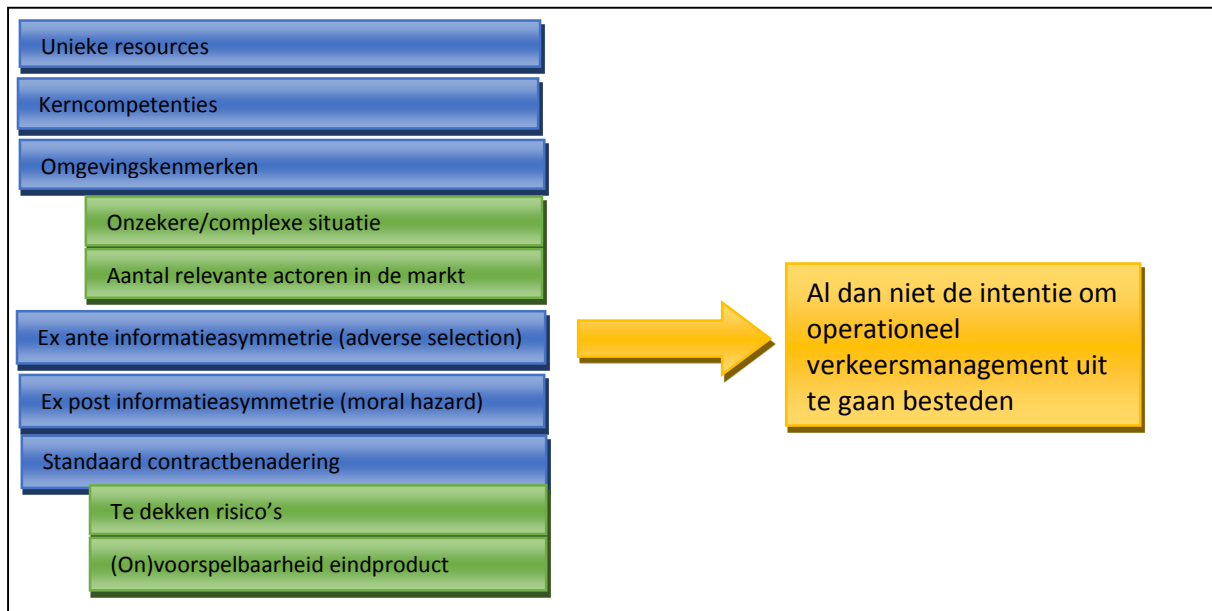 Unieke resources
Kerncompetenties
Omgevingskenmerken
Onzekere/complexe situatie
Aantal relevante actoren in de markt
Ex ante informatieasymmetrie (adverse selection)
Ex post informatieasymmetrie (moral hazard)
Standaard contractbenadering
Te dekken risico’s
(On)voorspelbaarheid eindproduct
Al dan niet de intentie om
operationeel
verkeersmanagement uit
te gaan besteden